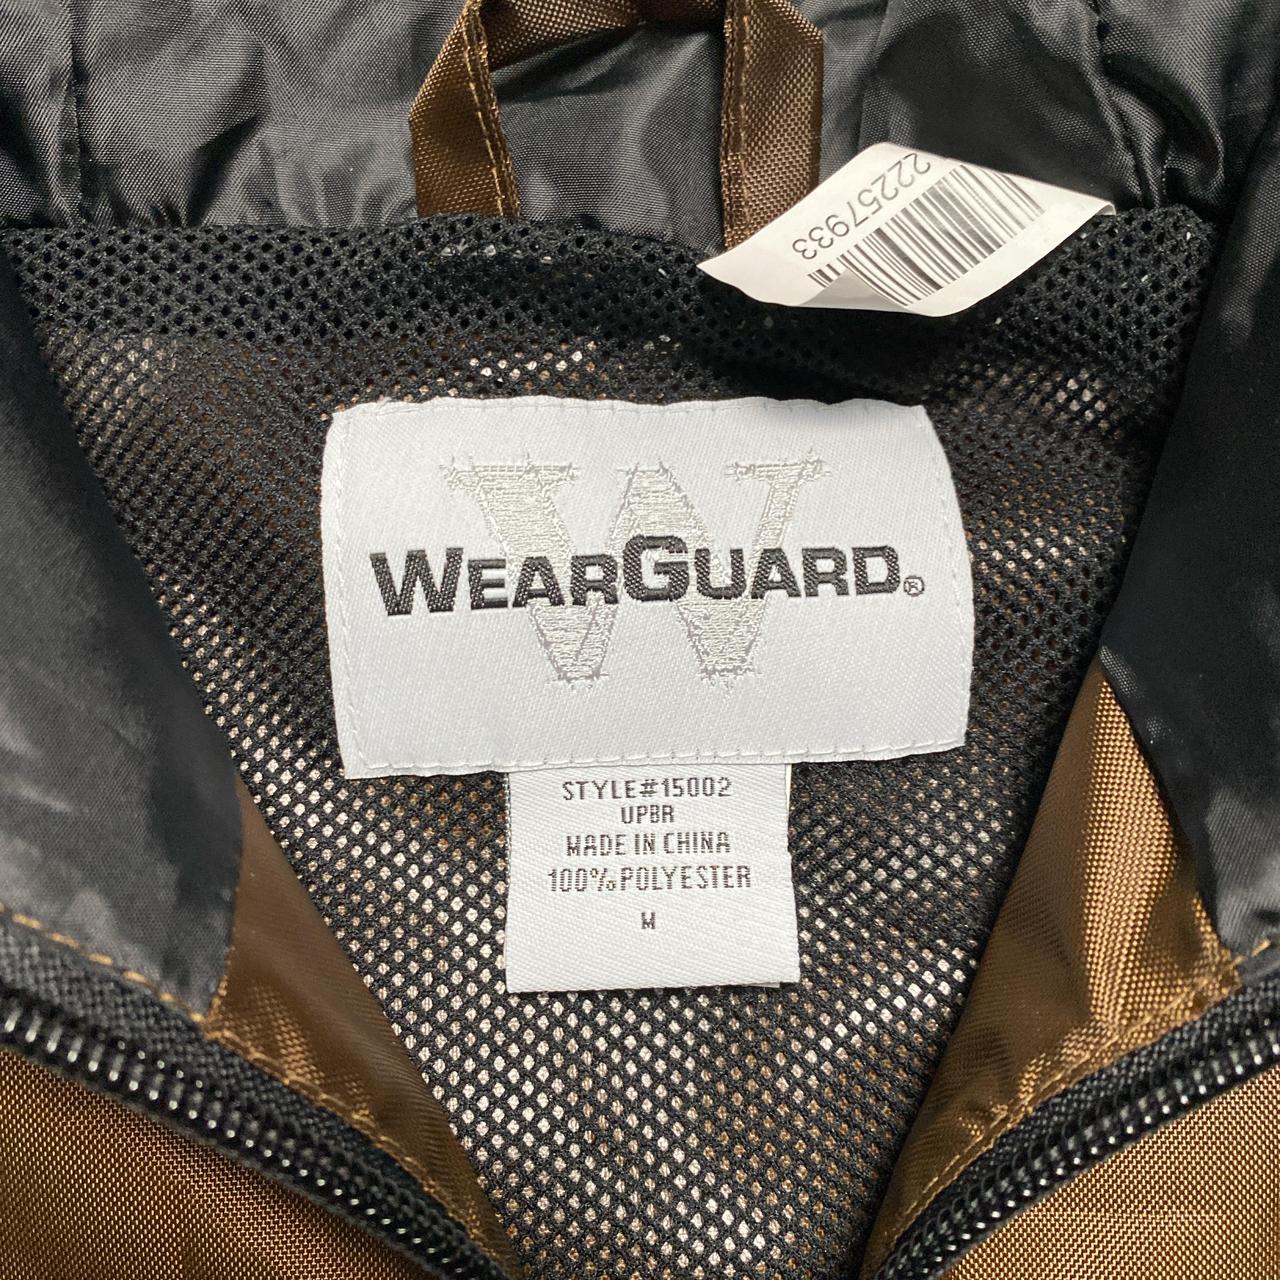 22257933
W
WEARGUARD®
STYLE#15002
UPBR
MADE IN CHINA
100% POLYESTER
M